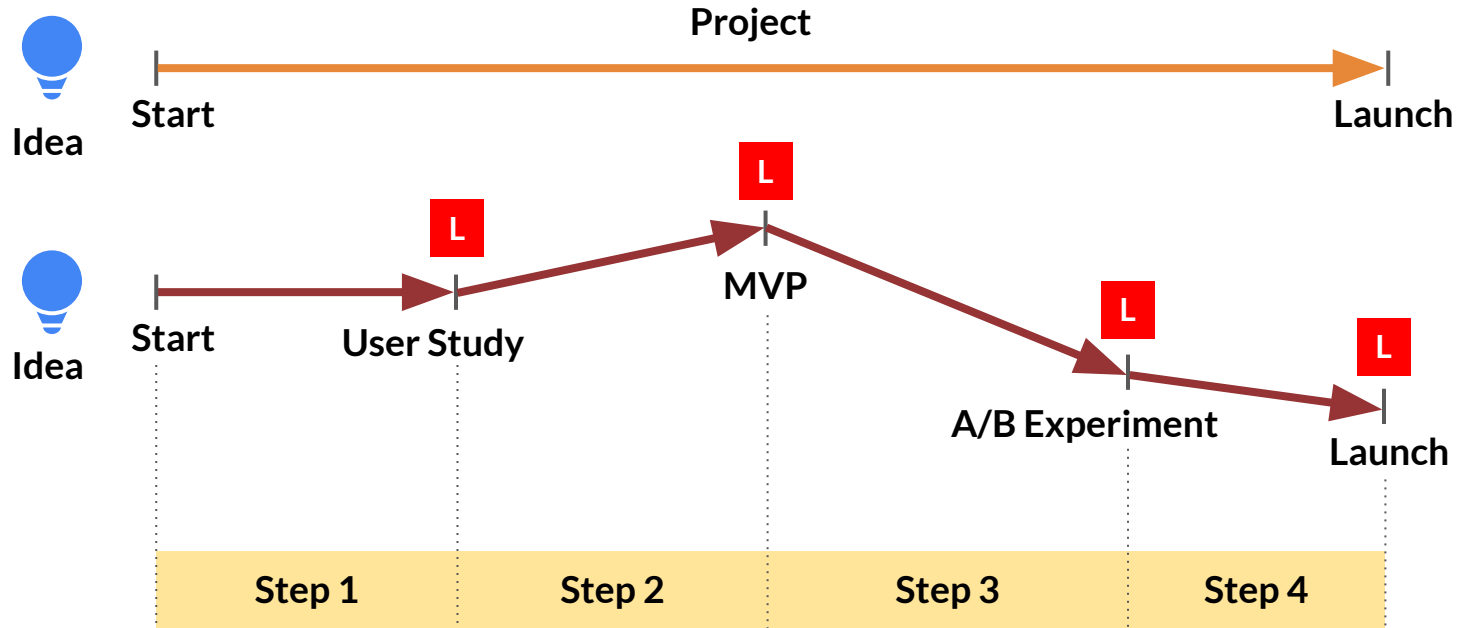 Project
Idea
Start
Launch
L
L
L
L
Idea
Start
User Study
MVP
A/B Experiment
Launch
Step 1
Step 2
Step 3
Step 4